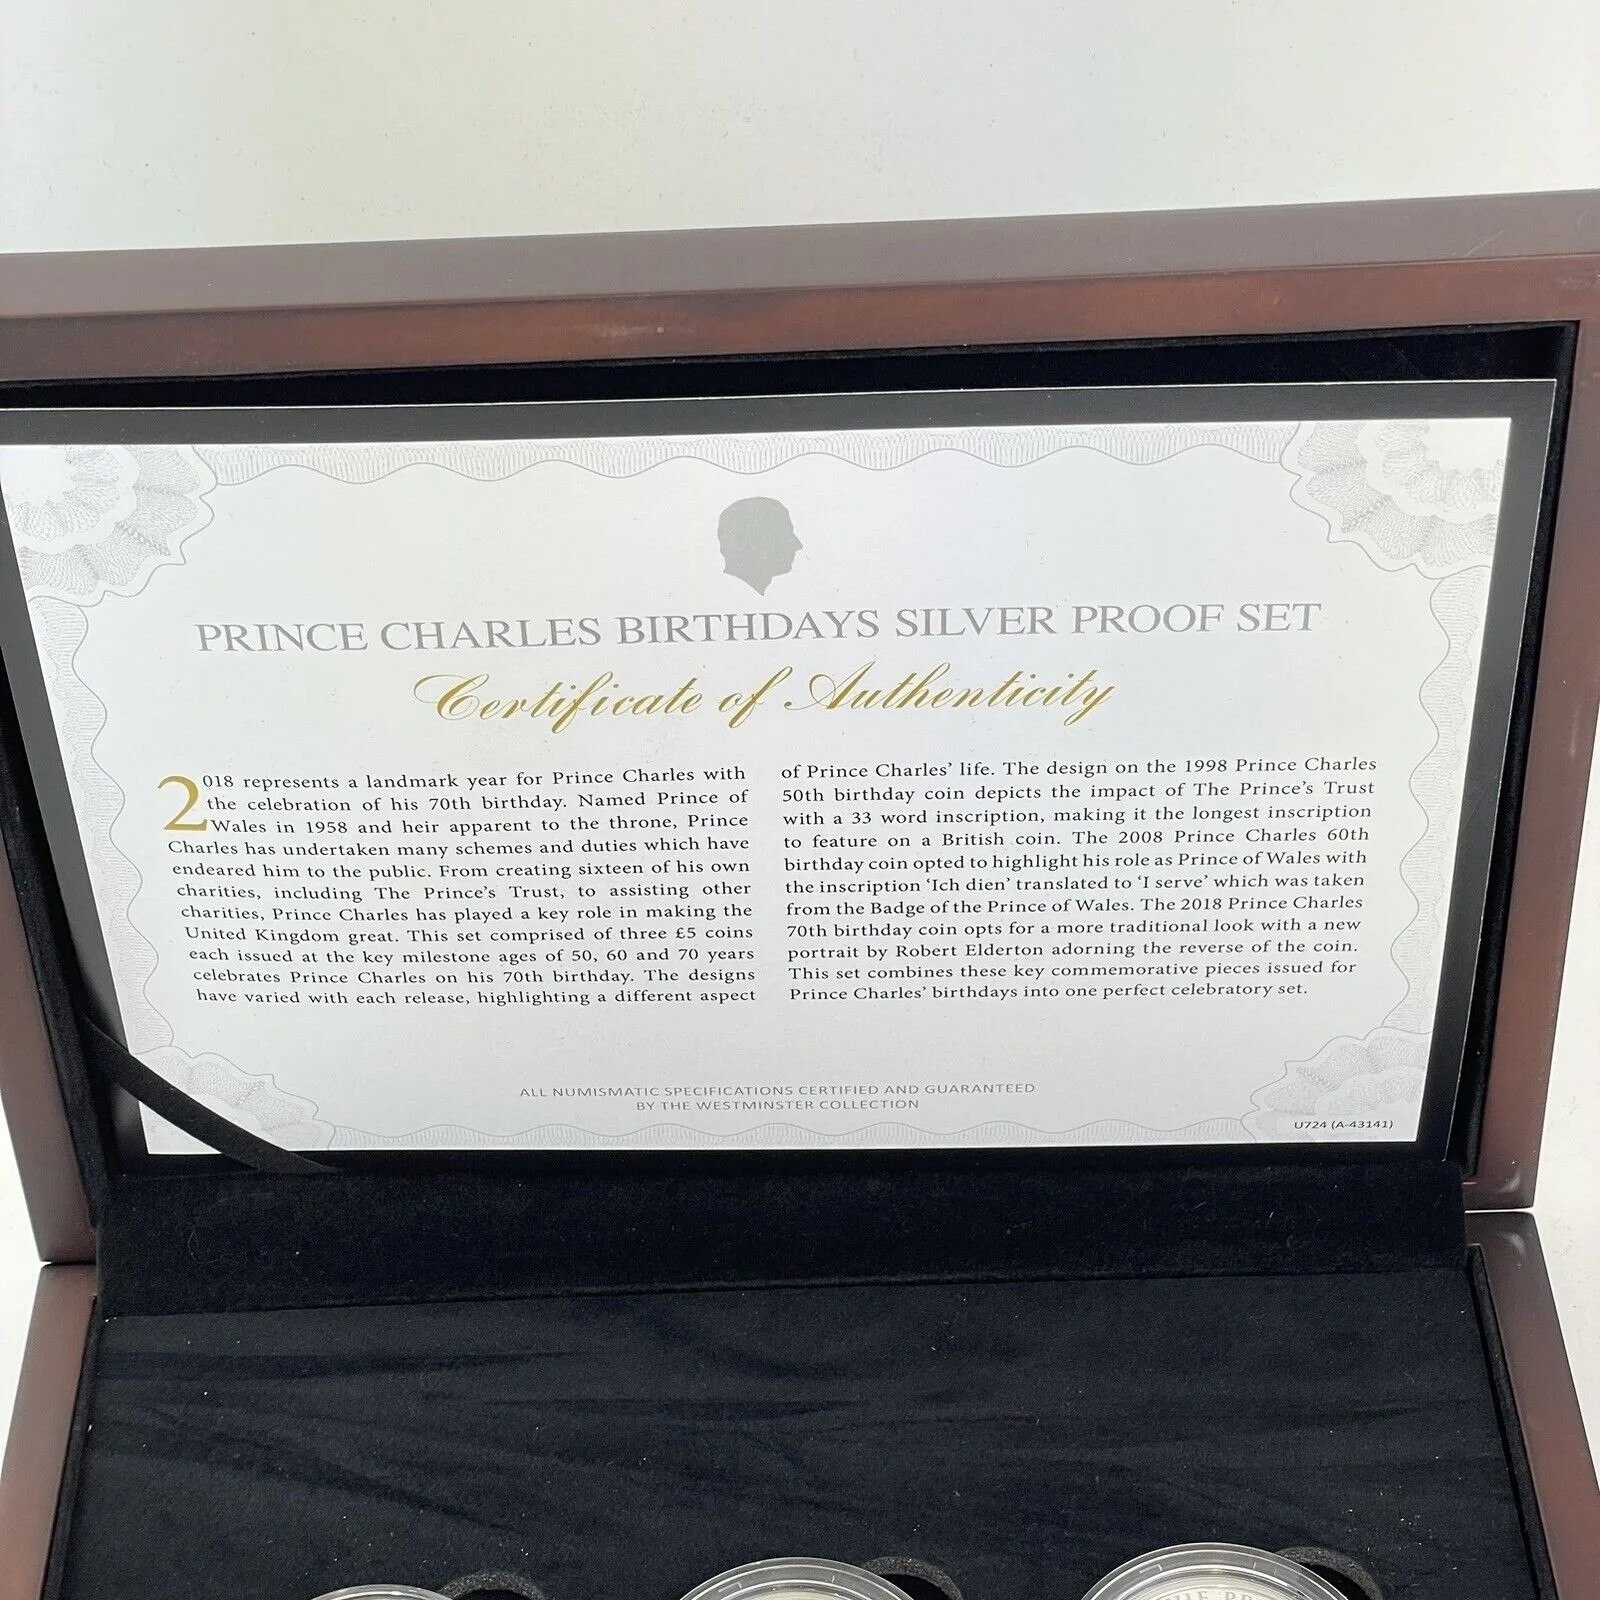 PRINCE CHARLES BIRTHDAYS SILVER PROOF SET
Certificate of Authenticity
2018 represents a landmark year for Prince Charles with
the celebration of his 70th birthday. Named Prince of
Wales in 1958 and heir apparent to the throne, Prince
Charles has undertaken many schemes and duties which have
endeared him to the public. From creating sixteen of his own
charities, including The Prince's Trust, to assisting other
charities, Prince Charles has played a key role in making the
United Kingdom great. This set comprised of three £5 coins
each issued at the key milestone ages of 50, 60 and 70 years
celebrates Prince Charles on his 70th birthday. The designs
have varied with each release, highlighting a different aspect
of Prince Charles' life. The design on the 1998 Prince Charles
50th birthday coin depicts the impact of The Prince's Trust
with a 33 word inscription, making it the longest inscription
to feature on a British coin. The 2008 Prince Charles 60th
birthday coin opted to highlight his role as Prince of Wales with
the inscription ‘Ich dien’ translated to ‘I serve’ which was taken
from the Badge of the Prince of Wales. The 2018 Prince Charles
70th birthday coin opts for a more traditional look with a new
portrait by Robert Elderton adorning the reverse of the coin.
This set combines these key commemorative pieces issued for
Prince Charles' birthdays into one perfect celebratory set.
ALL NUMISMATIC SPECIFICATIONS CERTIFIED AND GUARANTEED
BY THE WESTMINSTER COLLECTION
U724 (A-43141)